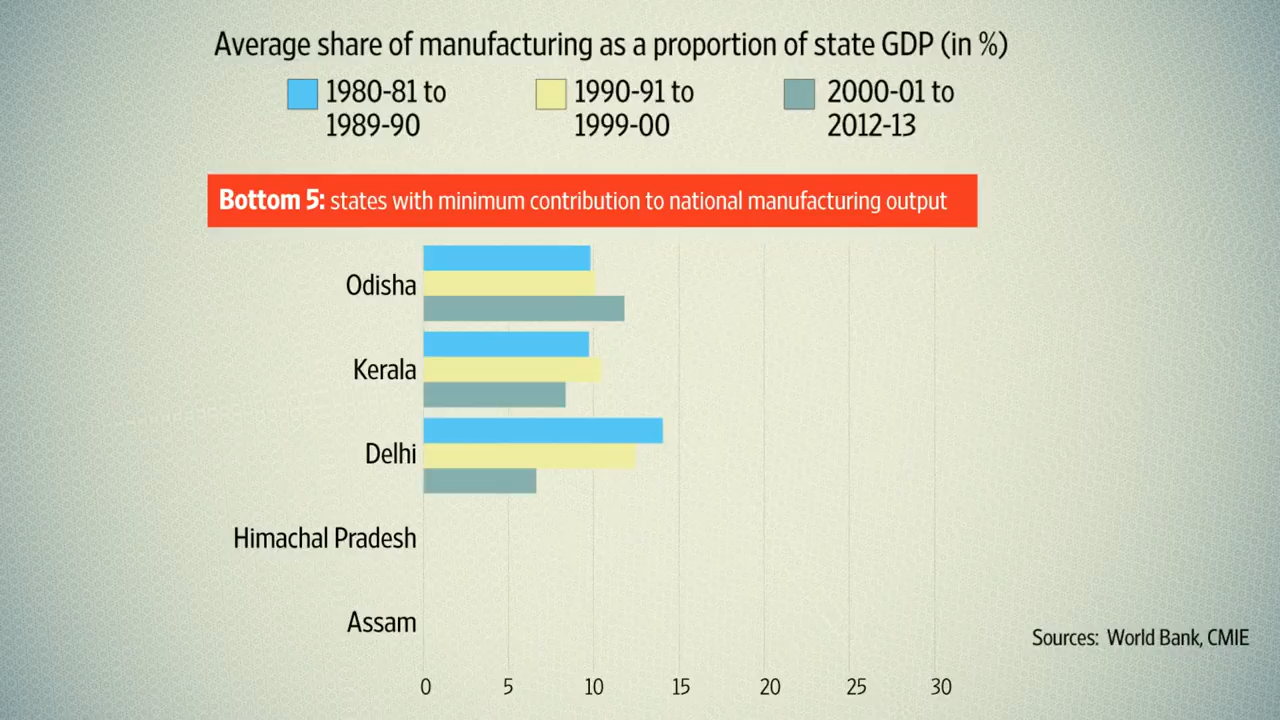 Average share of manufacturing as a proportion of state GDP (in %)
1980-81 to
1989-90
1990-91 to
1999-00
2000-01 to
2012-13
Bottom 5: states with minimum contribution to national manufacturing output
Odisha
Kerala
Delhi
Himachal Pradesh
Assam
Sources: World Bank, CMIE
0 5 10 15 20 25 30